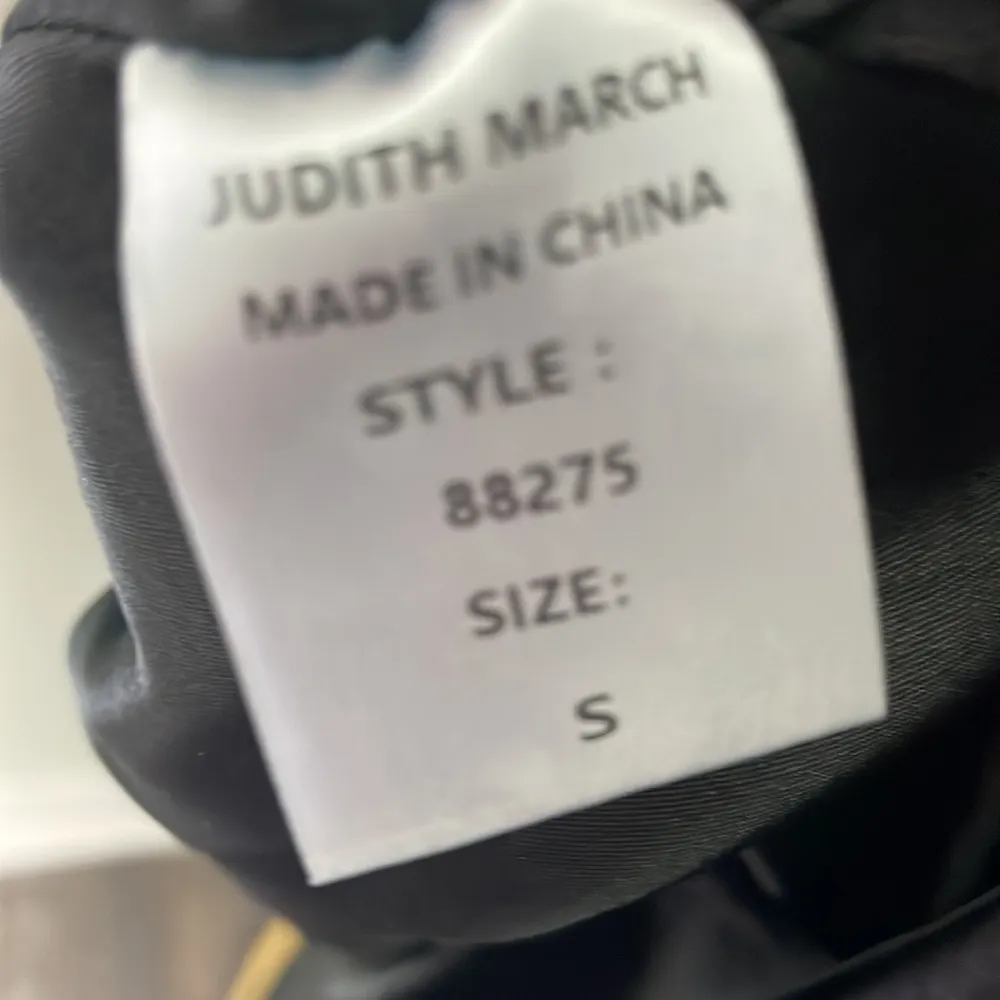 JUDITH MARCH
MADE IN CHINA
STYLE :
88275
SIZE:
S